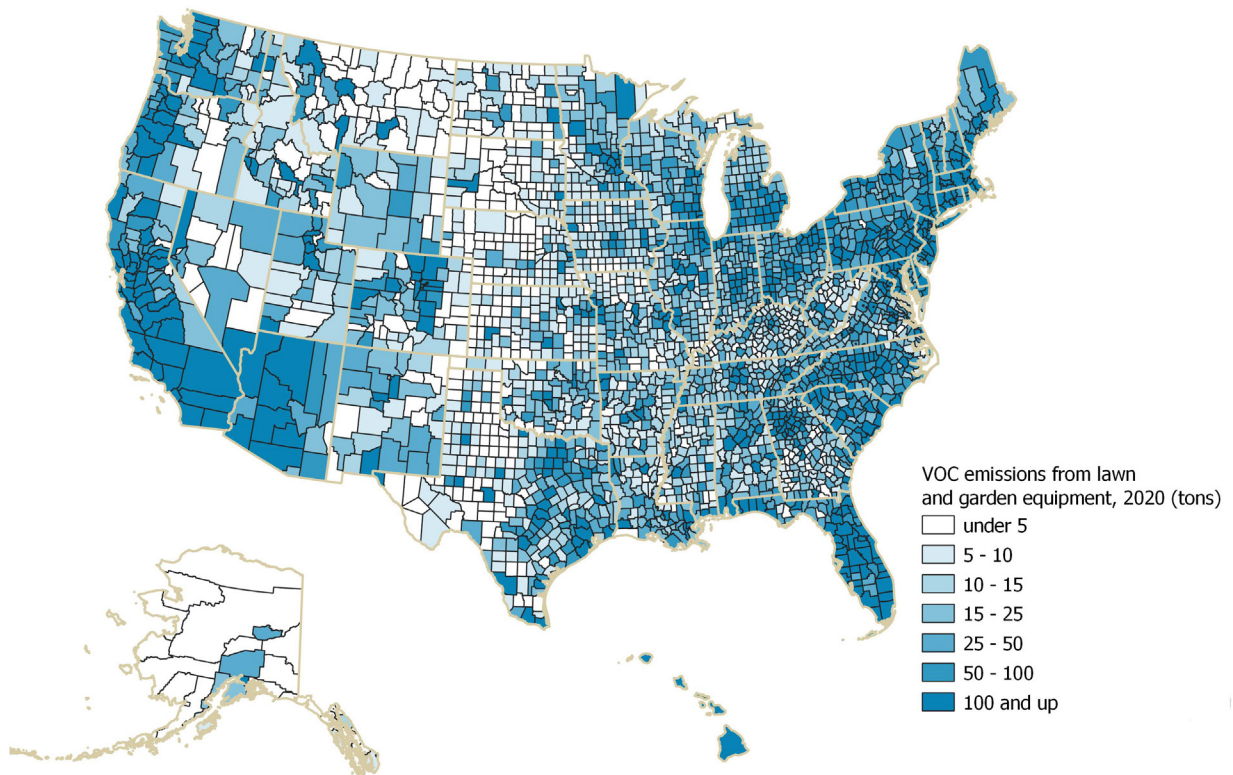 VOC emissions from lawn
and garden equipment, 2020 (tons)
under 5
5 - 10
10 - 15
15 - 25
25 - 50
50 - 100
100 and up